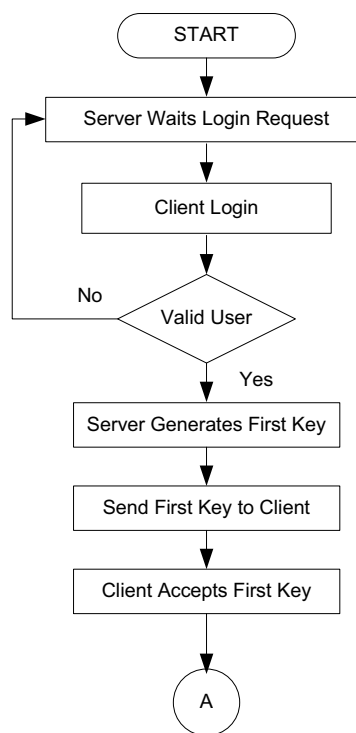 START
Server Waits Login Request
Client Login
Valid User
No
Yes
Server Generates First Key
Send First Key to Client
Client Accepts First Key
A